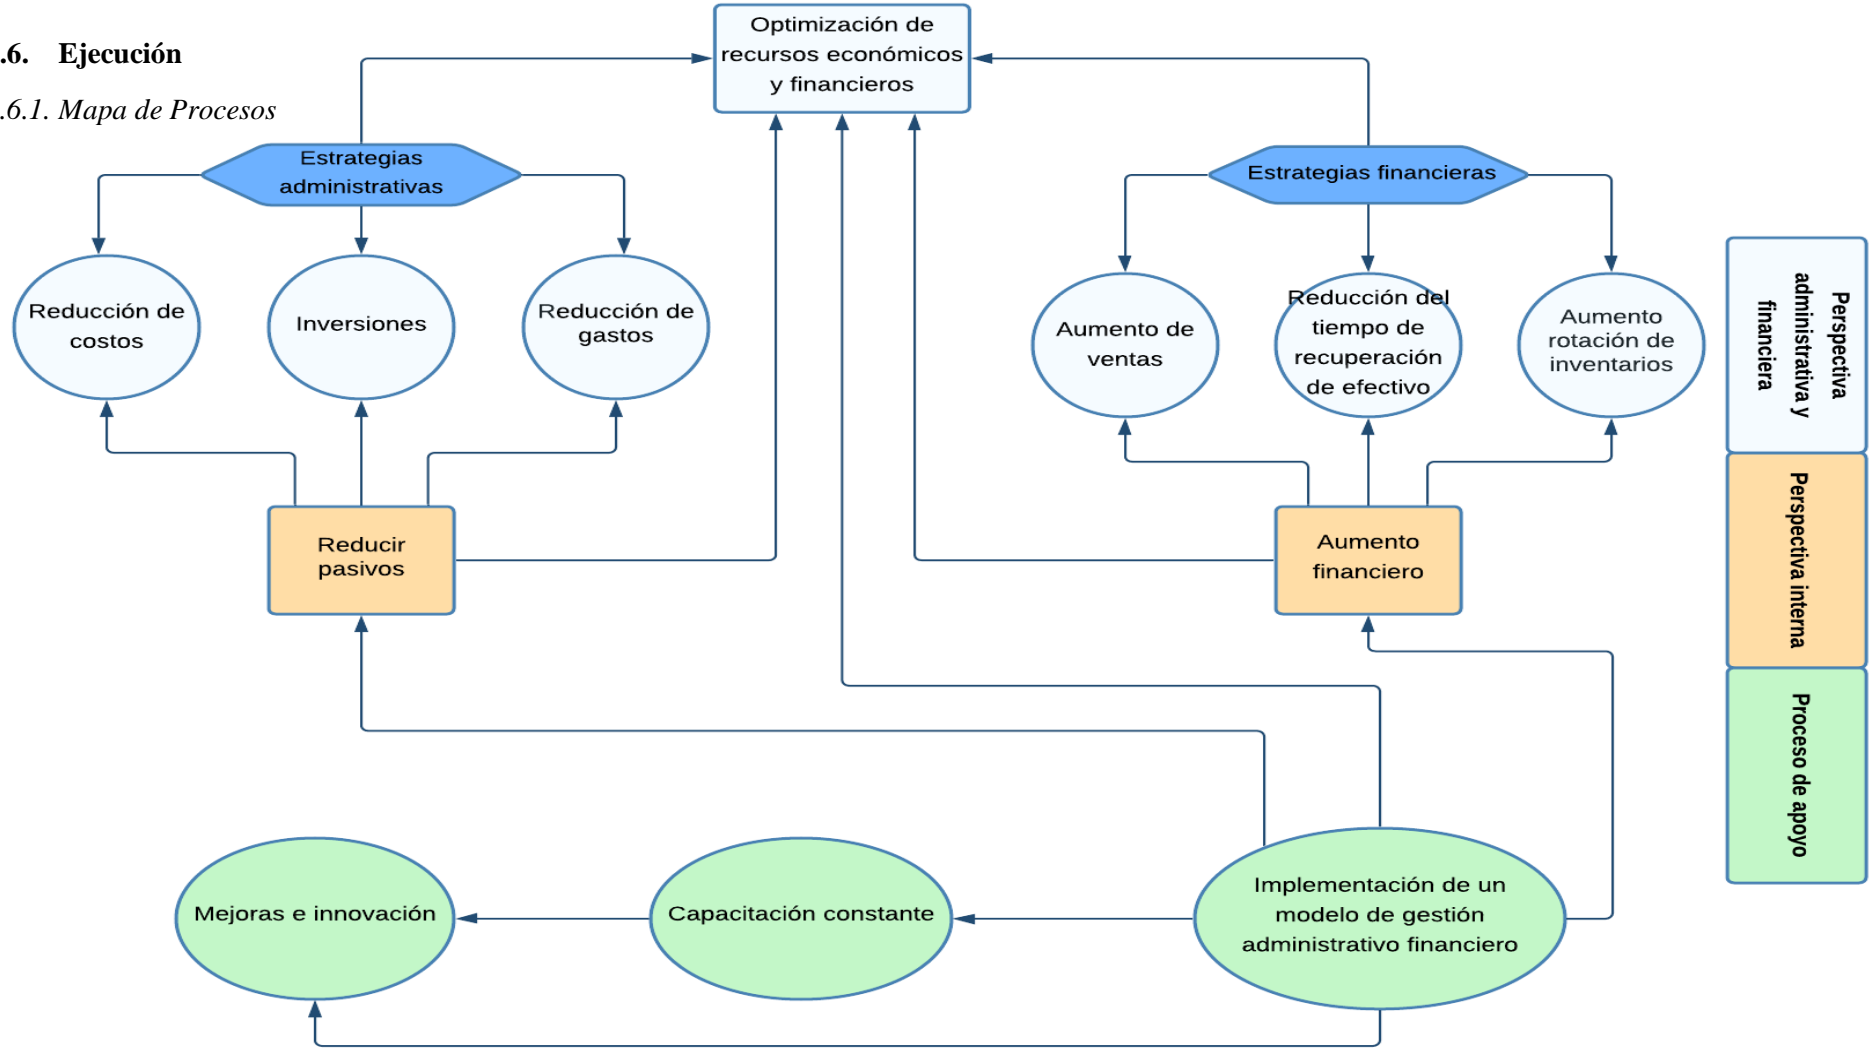 .6. Ejecución
.6.1. Mapa de Procesos
Optimización de
recursos económicos
y financieros
Estrategias
administrativas
Estrategias financieras
Reducción de
costos
Inversiones
Reducción de
gastos
Aumento de
ventas
Reducción del
tiempo de
recuperación
de efectivo
Aumento
rotación de
inventarios
Perspectiva
administrativa y
financiera
Reducir
pasivos
Aumento
financiero
Perspectiva interna
Mejoras e innovación
Capacitación constante
Implementación de un
modelo de gestión
administrativo financiero
Proceso de apoyo